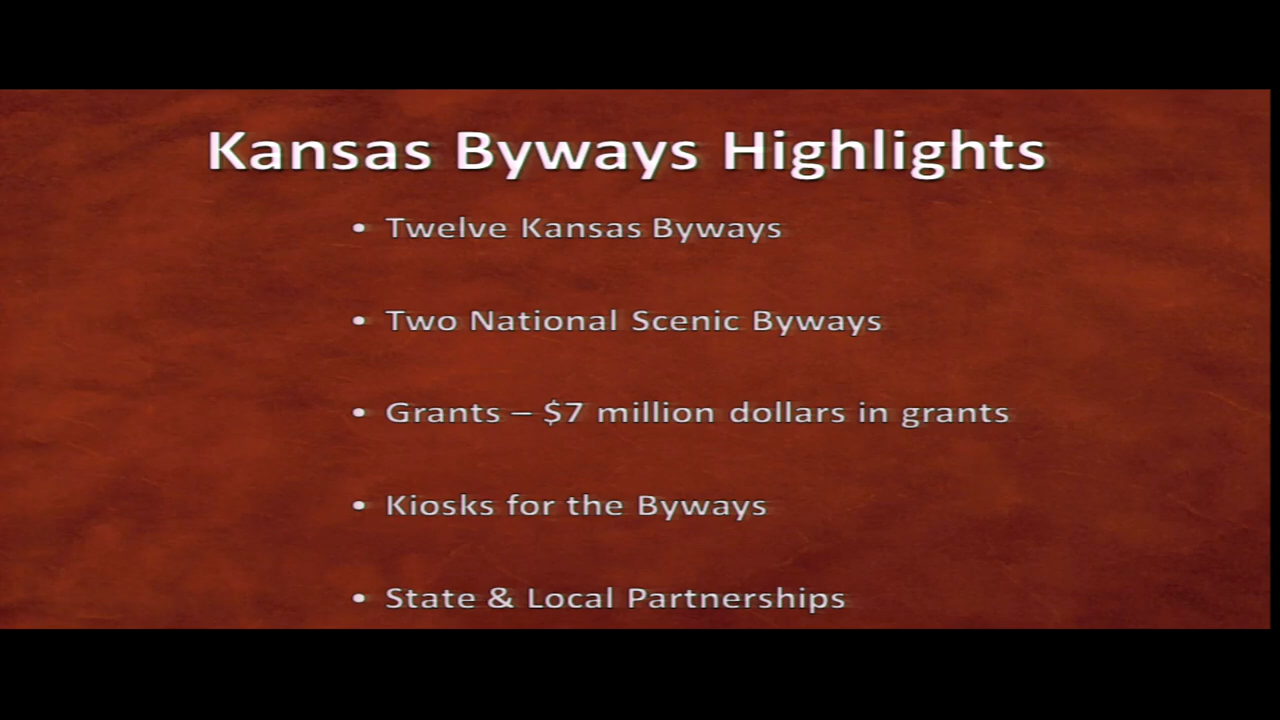 Kansas Byways Highlights
• Twelve Kansas Byways
• Two National Scenic Byways
• Grants – $7 million dollars in grants
• Kiosks for the Byways
• State & Local Partnerships